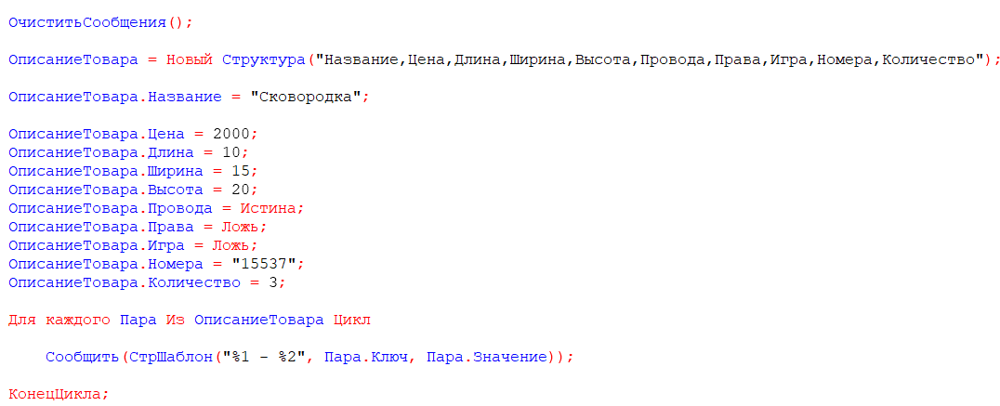 ОчиститьСообщения();
ОписаниеТовара = Новый Структура("Название,Цена,Длина,Ширина,Высота,Провода,Права,Игра,Номера,Количество");
ОписаниеТовара.Название = "Сковородка";
ОписаниеТовара.Цена = 2000;
ОписаниеТовара.Длина = 10;
ОписаниеТовара.Ширина = 15;
ОписаниеТовара.Высота = 20;
ОписаниеТовара.Провода = Истина;
ОписаниеТовара.Права = Ложь;
ОписаниеТовара.Игра = Ложь;
ОписаниеТовара.Номера = "15537";
ОписаниеТовара.Количество = 3;
Для каждого Пара Из ОписаниеТовара Цикл
Сообщить(СтрШаблон("%1 - %2", Пара.Ключ, Пара.Значение));
КонецЦикла;